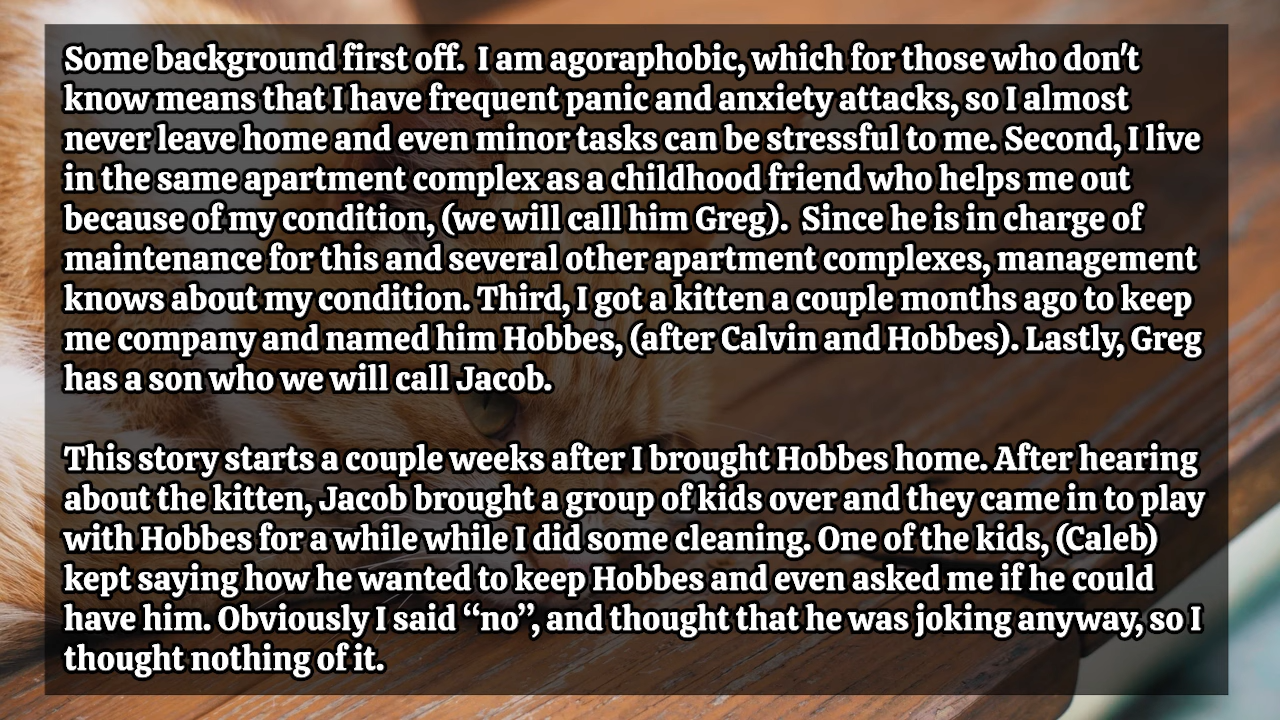 Some background first off.  I am agoraphobic, which for those who don't
know means that I have frequent panic and anxiety attacks, so I almost
never leave home and even minor tasks can be stressful to me. Second, I live
in the same apartment complex as a childhood friend who helps me out
because of my condition, (we will call him Greg).  Since he is in charge of
maintenance for this and several other apartment complexes, management
knows about my condition. Third, I got a kitten a couple months ago to keep
me company and named him Hobbes, (after Calvin and Hobbes). Lastly, Greg
has a son who we will call Jacob.
This story starts a couple weeks after I brought Hobbes home. After hearing
about the kitten, Jacob brought a group of kids over and they came in to play
with Hobbes for a while while I did some cleaning. One of the kids, (Caleb)
kept saying how he wanted to keep Hobbes and even asked me if he could
have him. Obviously I said “no”, and thought that he was joking anyway, so I
thought nothing of it.